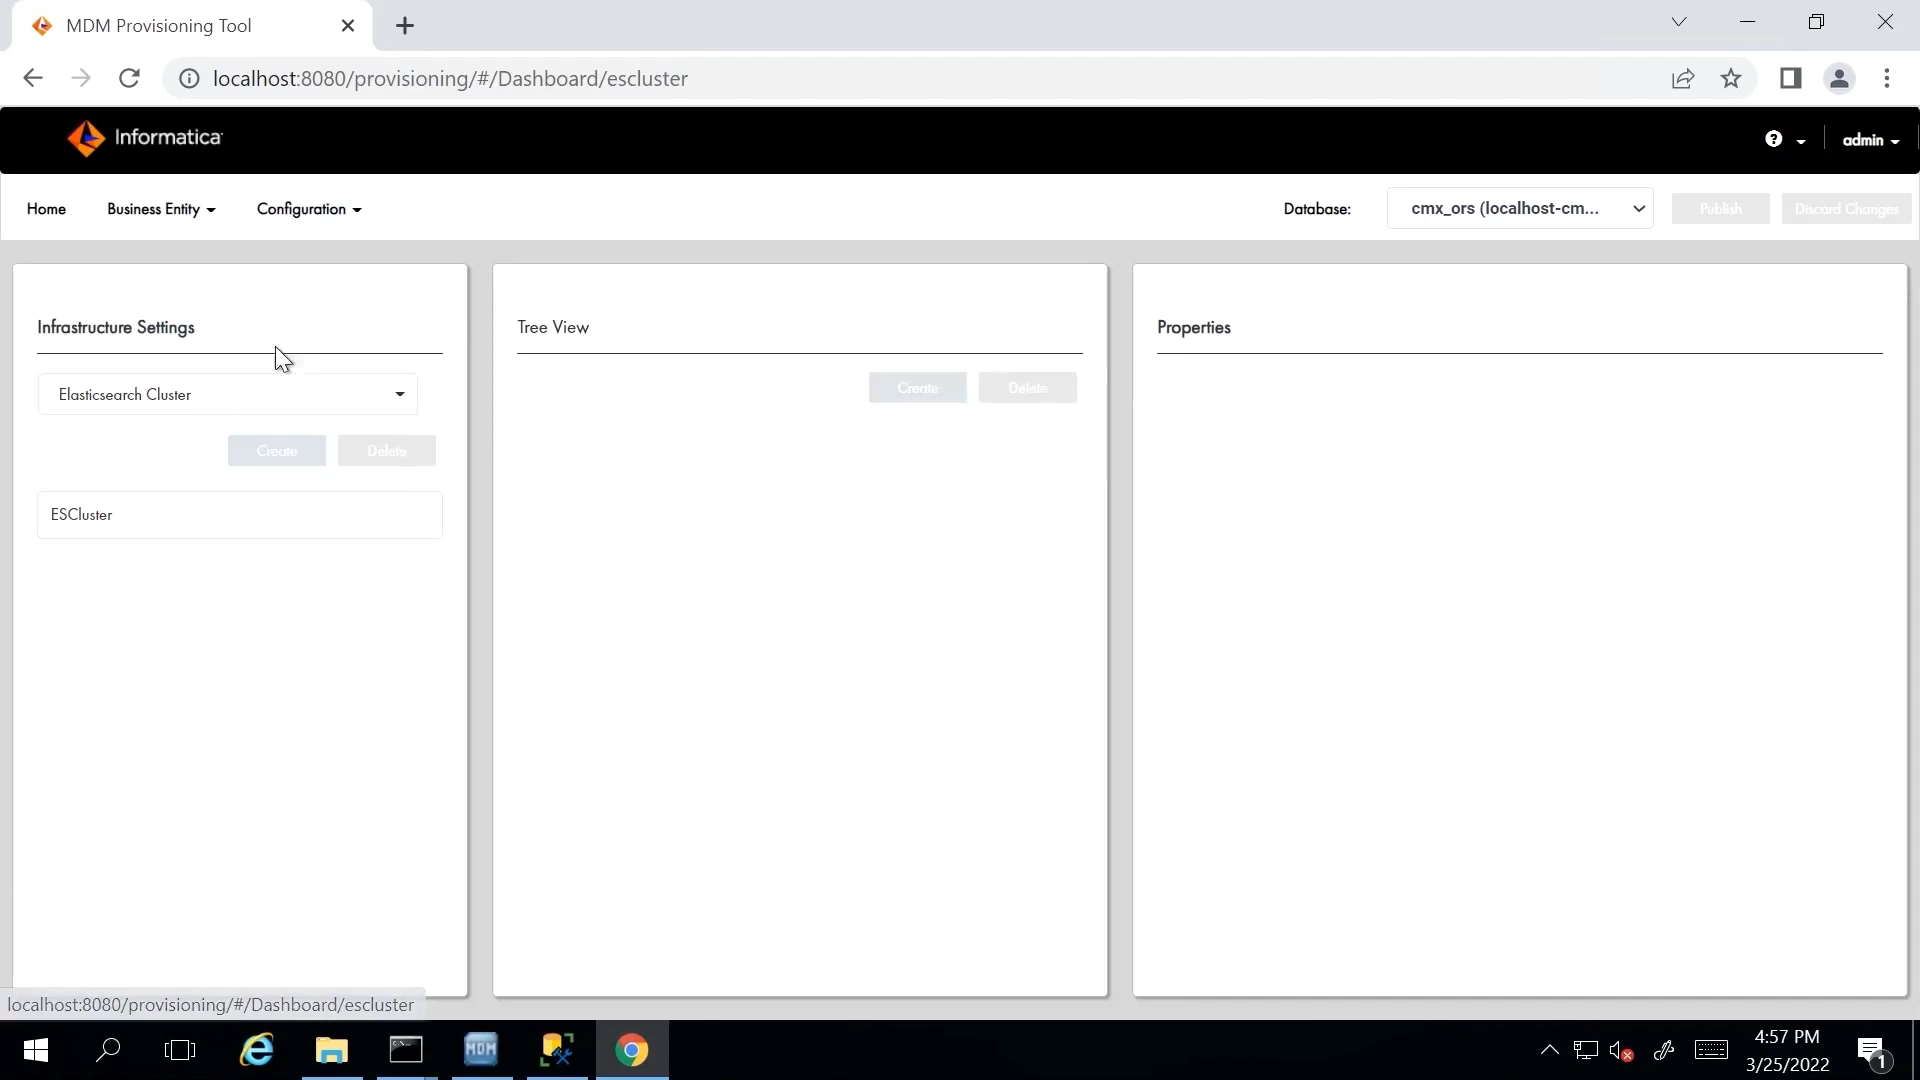 MDM Provisioning Tool
localhost:8080/provisioning/#/Dashboard/escluster
Informatica
?
admin
Home
Business Entity
Configuration
Database:
cmx_ors (localhost-cm...
Publish
Discard Changes
Infrastructure Settings
Elasticsearch Cluster
Create
Delete
ESCluster
Tree View
Create
Delete
Properties
localhost:8080/provisioning/#/Dashboard/escluster
MDM
4:57 PM
3/25/2022
1